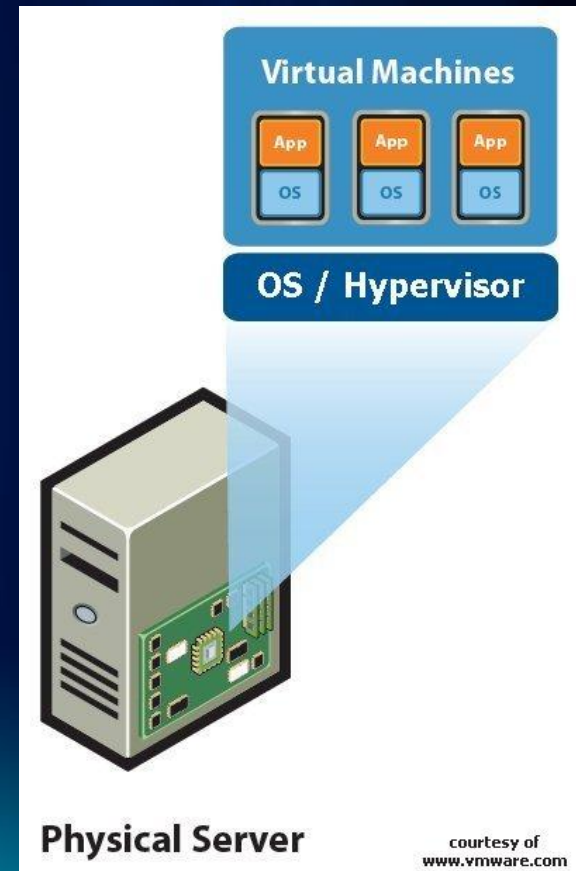 Virtual Machines
App App App
OS OS OS
OS / Hypervisor
Physical Server
courtesy of
www.vmware.com